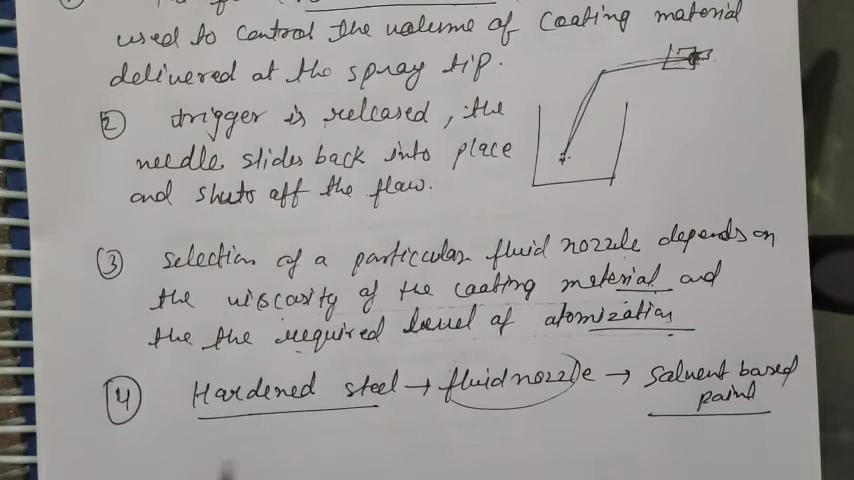 used to control the volume of coating material
delivered at the spray tip.
② trigger is released, the
needle slides back into place
and shuts off the flow.
③ selection of a particular fluid nozzle depends on
the viscosity of the coating meterial and
the the required level of atomization
④ Hardened steel → fluid nozzle → Solvent based
paint